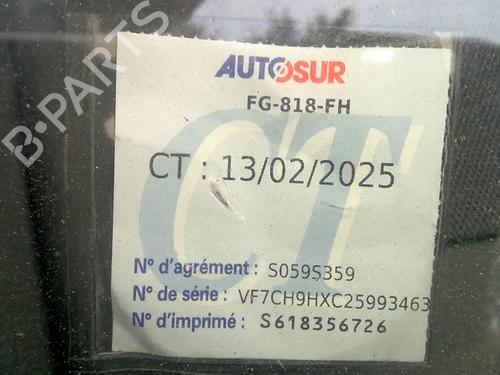 B-PARTS
AUTOSUR
FG-818-FH
CT
CT : 13/02/2025
N° d'agrément : S059S359
N° de série : VF7CH9HXC25993463
N° d'imprimé : S618356726